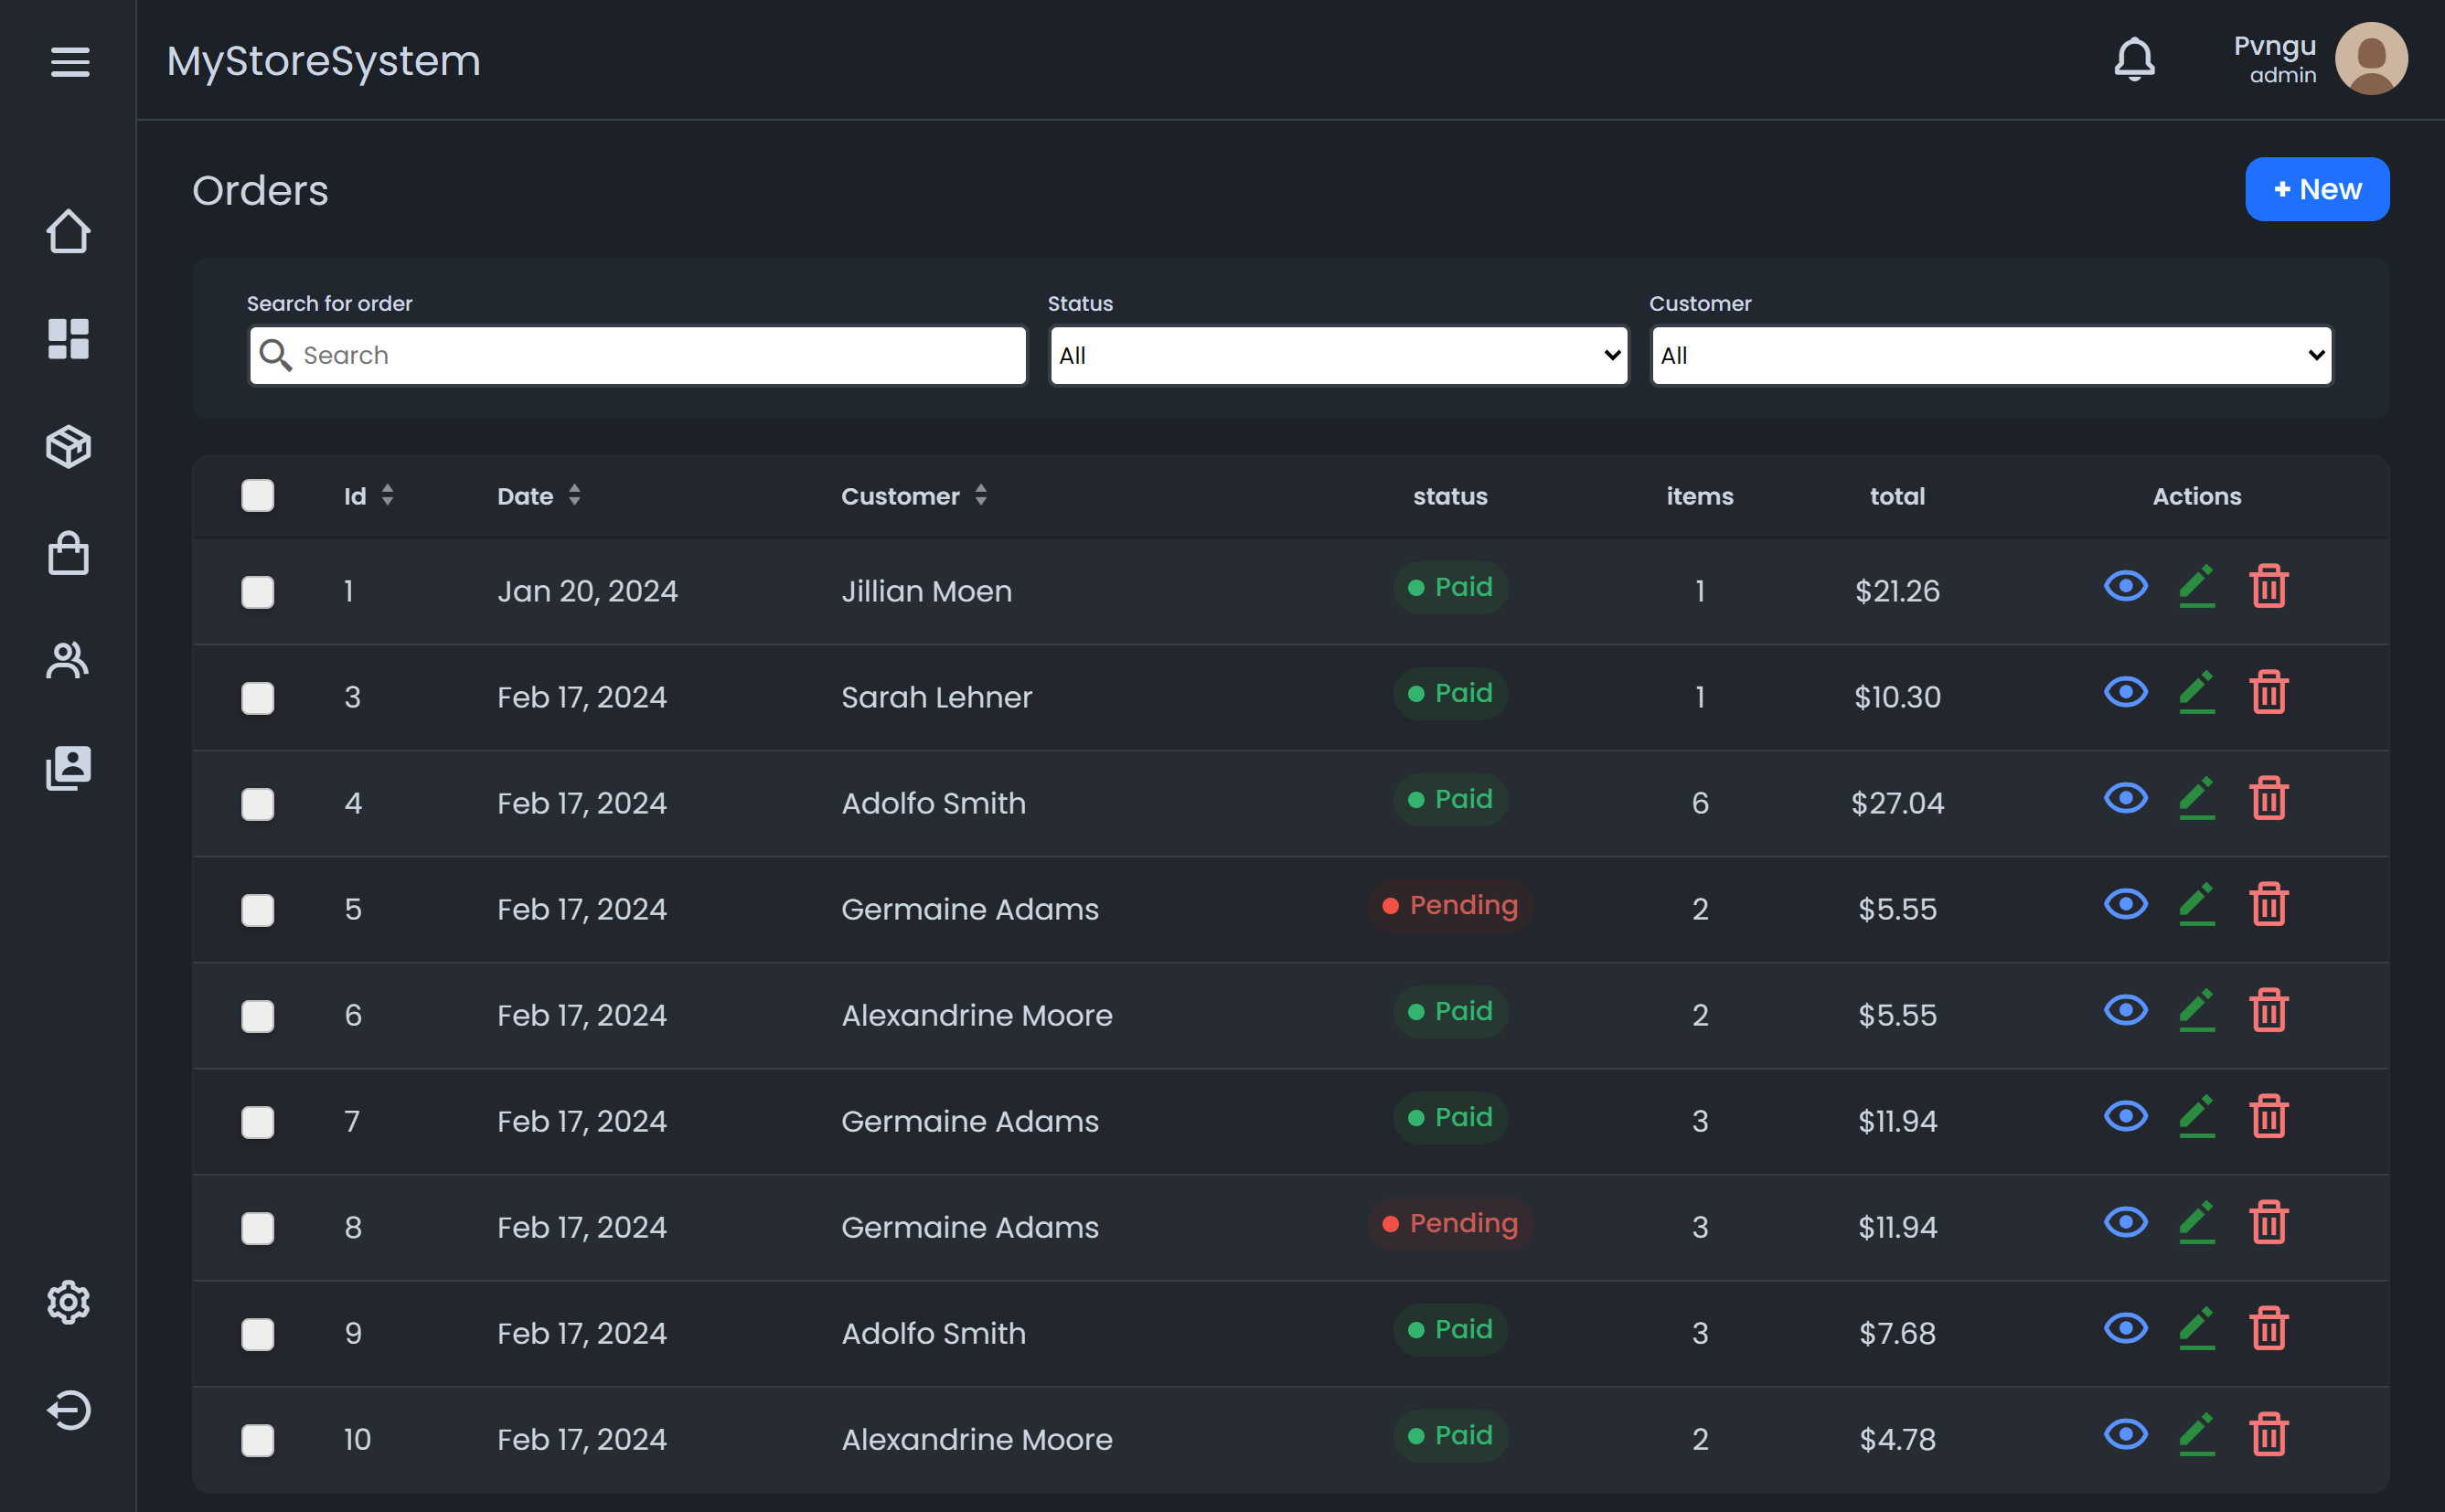 MyStoreSystem
Pvngu
admin
Orders
+ New
Search for order Status Customer
Search All All
Id Date Customer status items total Actions
1 Jan 20, 2024 Jillian Moen Paid 1 $21.26
3 Feb 17, 2024 Sarah Lehner Paid 1 $10.30
4 Feb 17, 2024 Adolfo Smith Paid 6 $27.04
5 Feb 17, 2024 Germaine Adams Pending 2 $5.55
6 Feb 17, 2024 Alexandrine Moore Paid 2 $5.55
7 Feb 17, 2024 Germaine Adams Paid 3 $11.94
8 Feb 17, 2024 Germaine Adams Pending 3 $11.94
9 Feb 17, 2024 Adolfo Smith Paid 3 $7.68
10 Feb 17, 2024 Alexandrine Moore Paid 2 $4.78